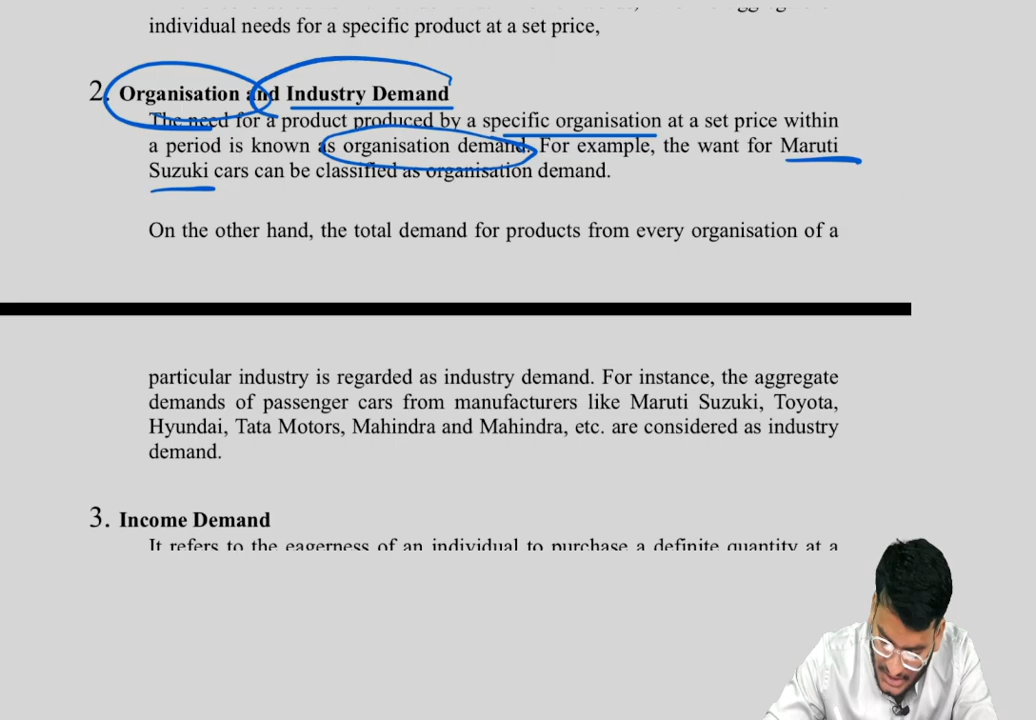 individual needs for a specific product at a set price,
2. Organisation and Industry Demand
The need for a product produced by a specific organisation at a set price within
a period is known as organisation demand. For example, the want for Maruti
Suzuki cars can be classified as organisation demand.
On the other hand, the total demand for products from every organisation of a
particular industry is regarded as industry demand. For instance, the aggregate
demands of passenger cars from manufacturers like Maruti Suzuki, Toyota,
Hyundai, Tata Motors, Mahindra and Mahindra, etc. are considered as industry
demand.
3. Income Demand
It refers to the eagerness of an individual to purchase a definite quantity at a